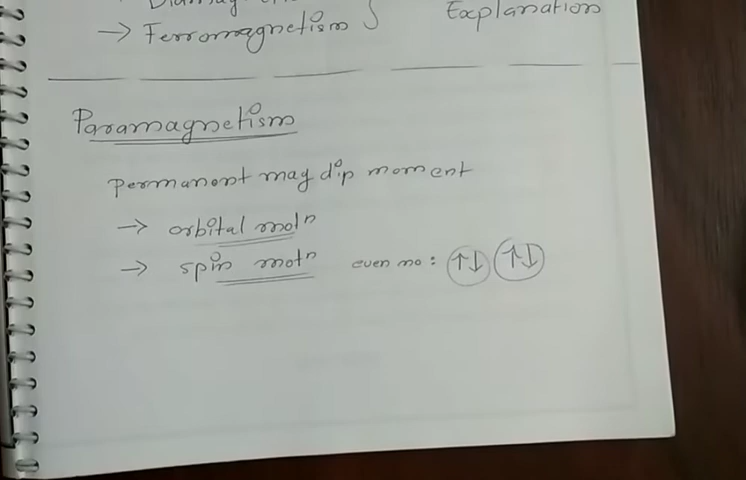 → Ferromagnetism } Explanation
Paramagnetism
permanent mag dip moment
→ orbital motⁿ
→ spin motⁿ even no: ↑↓ ↑↓